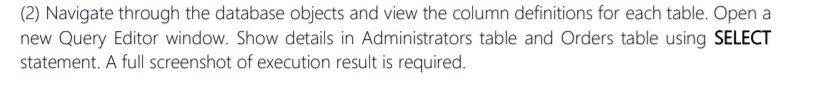 (2) Navigate through the database objects and view the column definitions for each table. Open a
new Query Editor window. Show details in Administrators table and Orders table using SELECT
statement. A full screenshot of execution result is required.